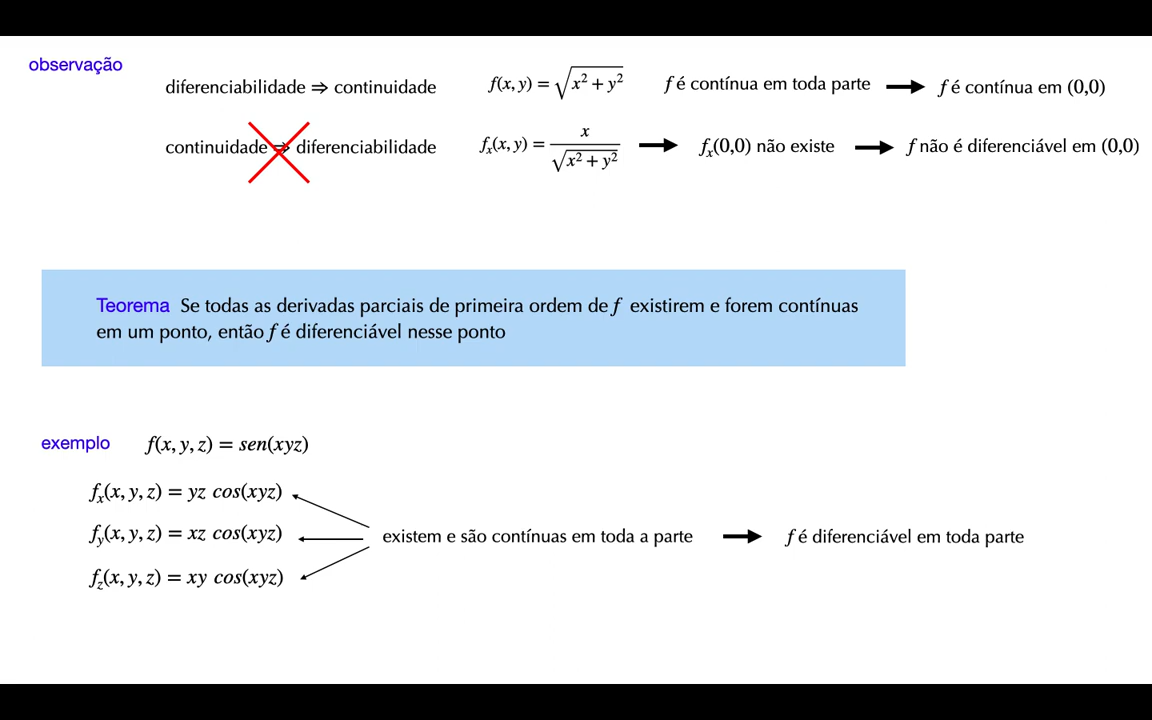 observação
diferenciabilidade ⇒ continuidade f(x, y) = √(x² + y²) f é contínua em toda parte → f é contínua em (0,0)
continuidade ⇒ diferenciabilidade fₓ(x, y) = x / √(x² + y²) → fₓ(0,0) não existe → f não é diferenciável em (0,0)
Teorema Se todas as derivadas parciais de primeira ordem de f existirem e forem contínuas
em um ponto, então f é diferenciável nesse ponto
exemplo f(x, y, z) = sen(xyz)
fₓ(x, y, z) = yz cos(xyz)
f_y(x, y, z) = xz cos(xyz) existem e são contínuas em toda a parte → f é diferenciável em toda parte
f_z(x, y, z) = xy cos(xyz)